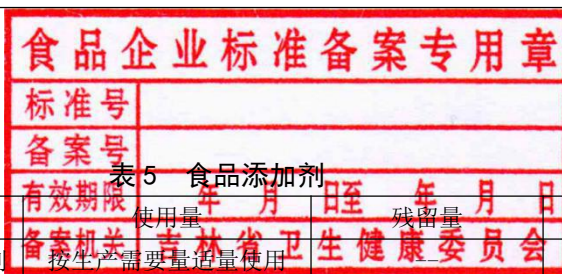 食品企业标准备案专用章
标准号
备案号
表5 食品添加剂
有效期限 年 月 日至 年 月 日
使用量 残留量
备案机关 吉林省卫生健康委员会
按生产需要量适量使用 —